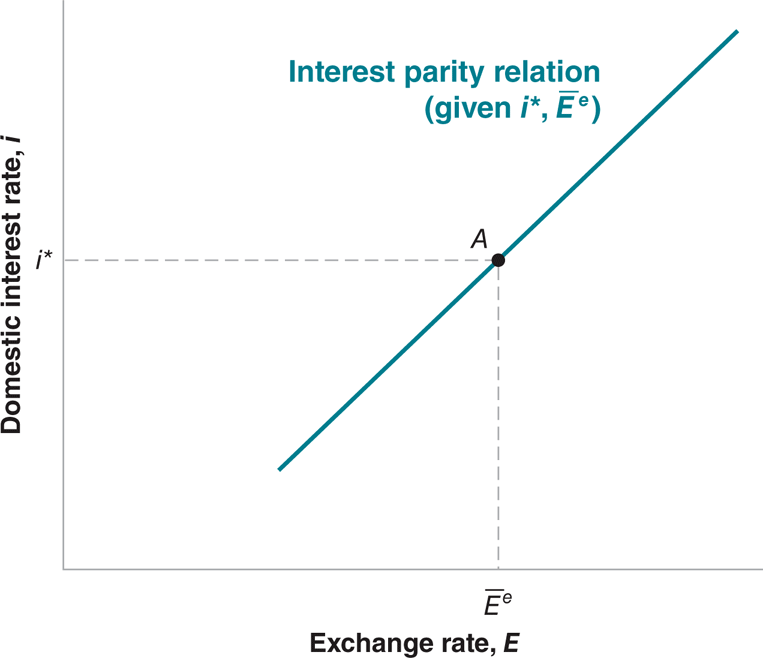 Interest parity relation
(given i*, E̅ᵉ)
Domestic interest rate, i
A
i*
E̅ᵉ
Exchange rate, E